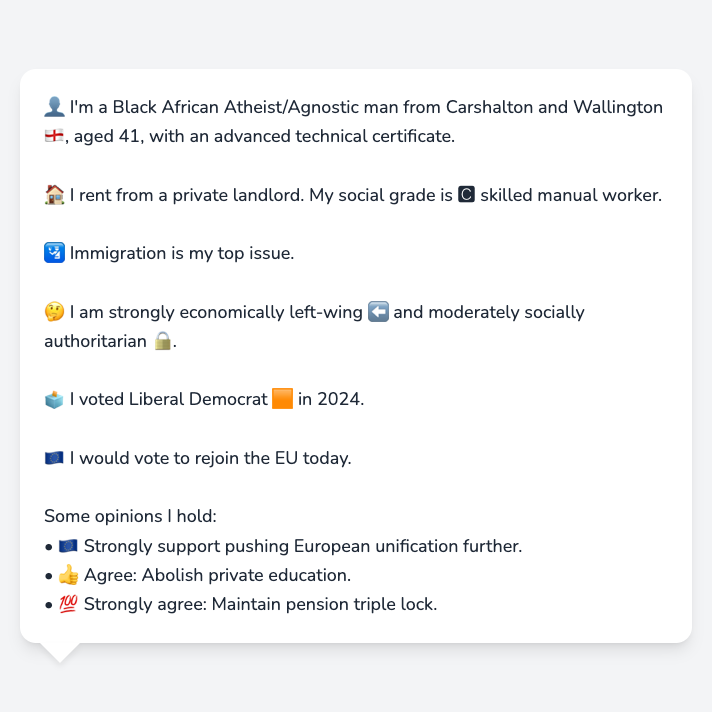 👤 I'm a Black African Atheist/Agnostic man from Carshalton and Wallington
🏴󠁧󠁢󠁥󠁮󠁧󠁿, aged 41, with an advanced technical certificate.
🏠 I rent from a private landlord. My social grade is 🅲 skilled manual worker.
🛂 Immigration is my top issue.
🤔 I am strongly economically left-wing ⬅️ and moderately socially
authoritarian 🔒.
🗳️ I voted Liberal Democrat 🟧 in 2024.
🇪🇺 I would vote to rejoin the EU today.
Some opinions I hold:
• 🇪🇺 Strongly support pushing European unification further.
• 👍 Agree: Abolish private education.
• 💯 Strongly agree: Maintain pension triple lock.